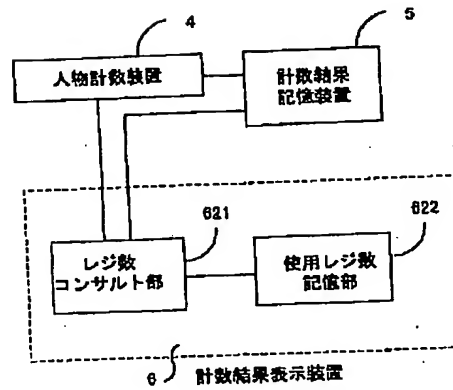 4
5
人物計数装置
計数結果
記憶装置
621
622
レジ数
コンサルト部
使用レジ数
記憶部
6
計数結果表示装置